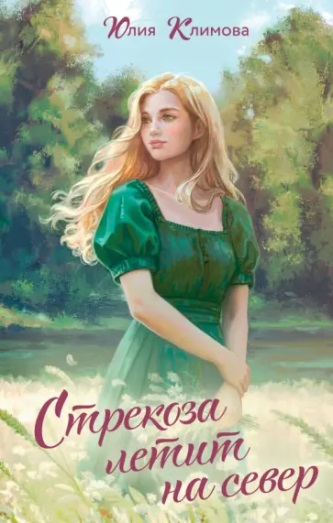 Юлия Климова
Стрекоза
летит
на север